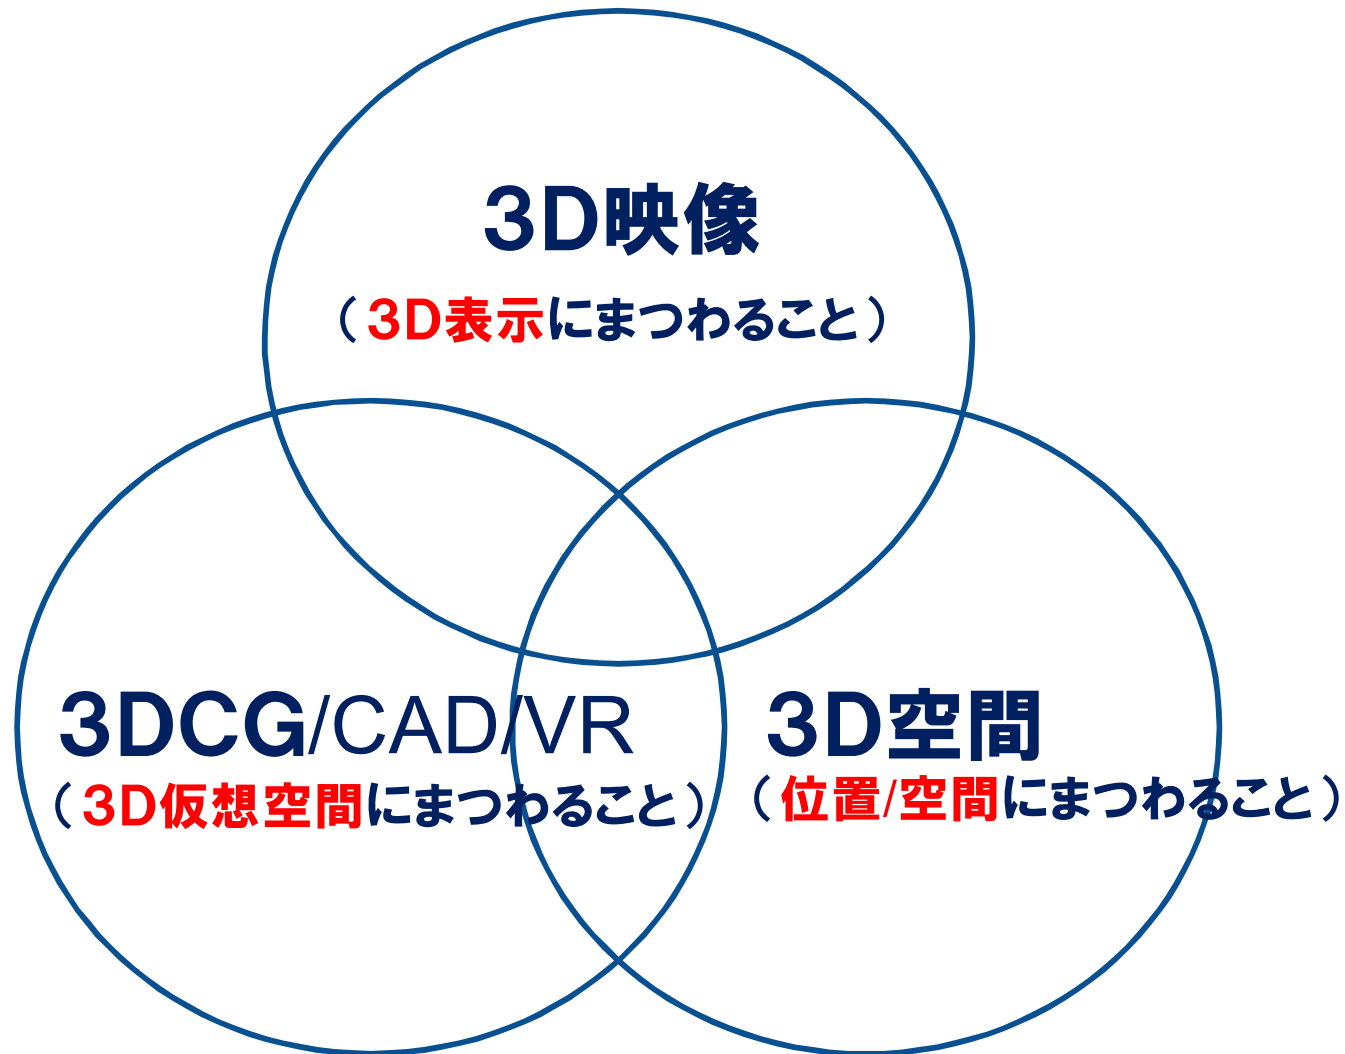 3D映像
（3D表示にまつわること）
3DCG/CAD/VR
（3D仮想空間にまつわること）
3D空間
（位置/空間にまつわること）